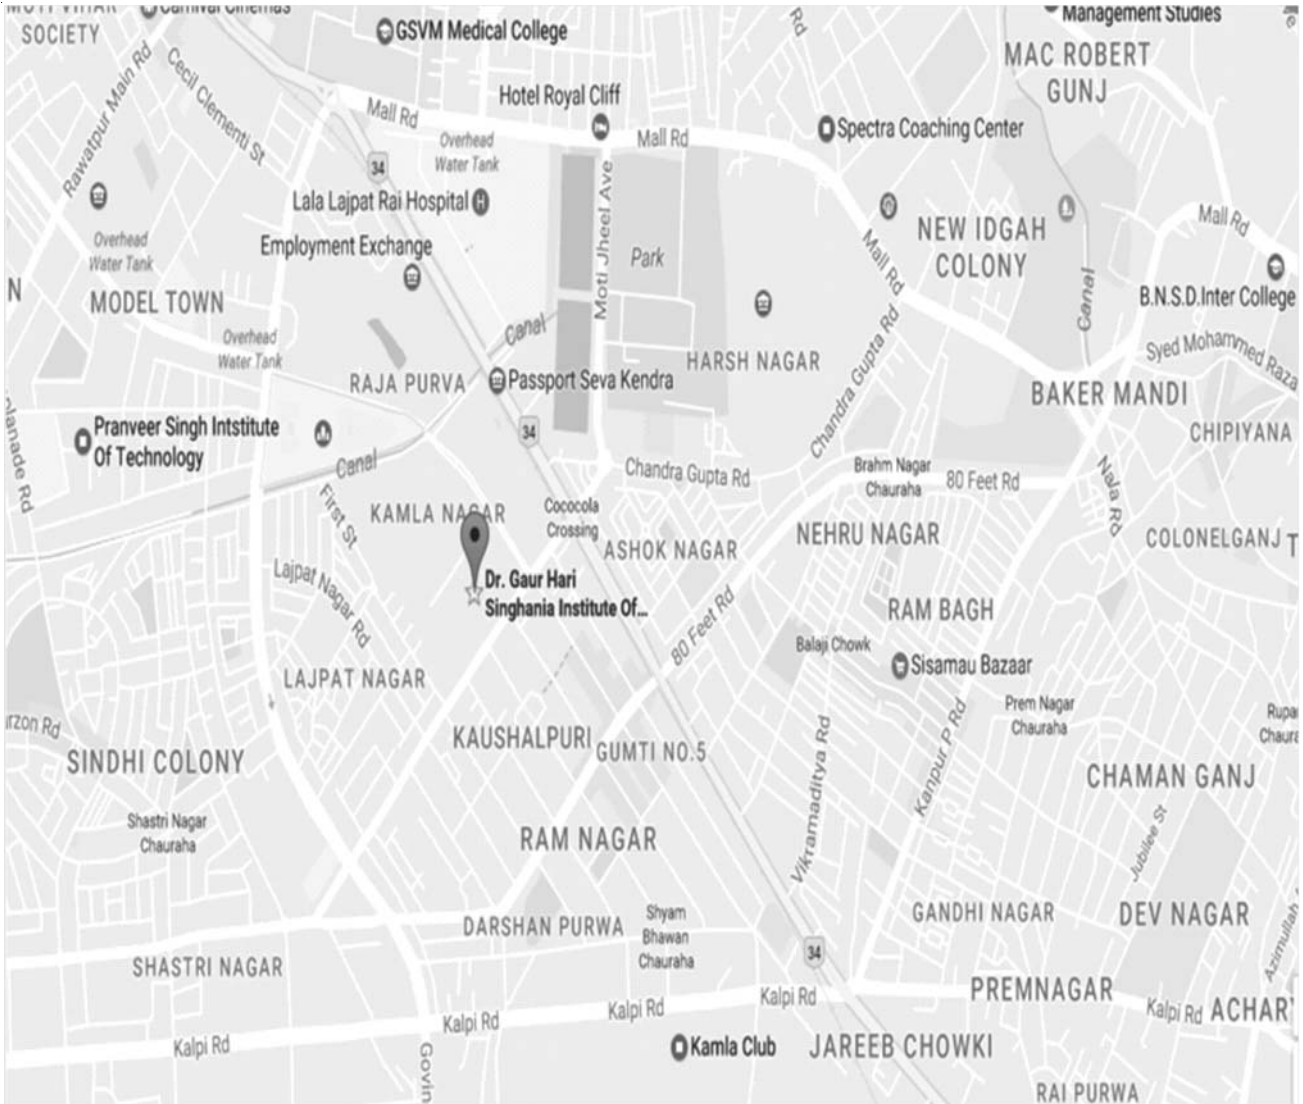 Carnival Cinemas
SOCIETY
GSVM Medical College
Rd
Management Studies
MAC ROBERT
GUNJ
Rawatpur Main Rd
Cecil Clementi St
Mall Rd
Hotel Royal Cliff
Mall Rd
Spectra Coaching Center
Overhead
Water Tank
34
Lala Lajpat Rai Hospital
H
Moti Jheel Ave
Park
Mall Rd
NEW IDGAH
COLONY
Mall Rd
Canal
B.N.S.D.Inter College
Overhead
Water Tank
Employment Exchange
N
MODEL TOWN
Overhead
Water Tank
Canal
RAJA PURVA
Passport Seva Kendra
HARSH NAGAR
Chandra Gupta Rd
Syed Mohammed Raza
BAKER MANDI
CHIPIYANA
Pranveer Singh Intstitute
Of Technology
Canal
34
Chandra Gupta Rd
Brahm Nagar
Chauraha
80 Feet Rd
Nala Rd
First St
KAMLA NAGAR
Cococola
Crossing
ASHOK NAGAR
NEHRU NAGAR
COLONELGANJ
T
Lajpat Nagar Rd
Dr. Gaur Hari
Singhania Institute Of...
80 Feet Rd
RAM BAGH
Balaji Chowk
Sisamau Bazaar
LAJPAT NAGAR
Prem Nagar
Chauraha
rzon Rd
SINDHI COLONY
KAUSHALPURI
GUMTI NO.5
Vikramaditya Rd
Kanpur P Rd
CHAMAN GANJ
Shastri Nagar
Chauraha
RAM NAGAR
Jubilee St
DARSHAN PURWA
Shyam
Bhawan
Chauraha
GANDHI NAGAR
DEV NAGAR
Azimullah
SHASTRI NAGAR
34
PREMNAGAR
Kalpi Rd
Kalpi Rd
Kalpi Rd
Kalpi Rd
Kalpi Rd
ACHARY
Kamla Club
JAREEB CHOWKI
Govin
RAI PURWA